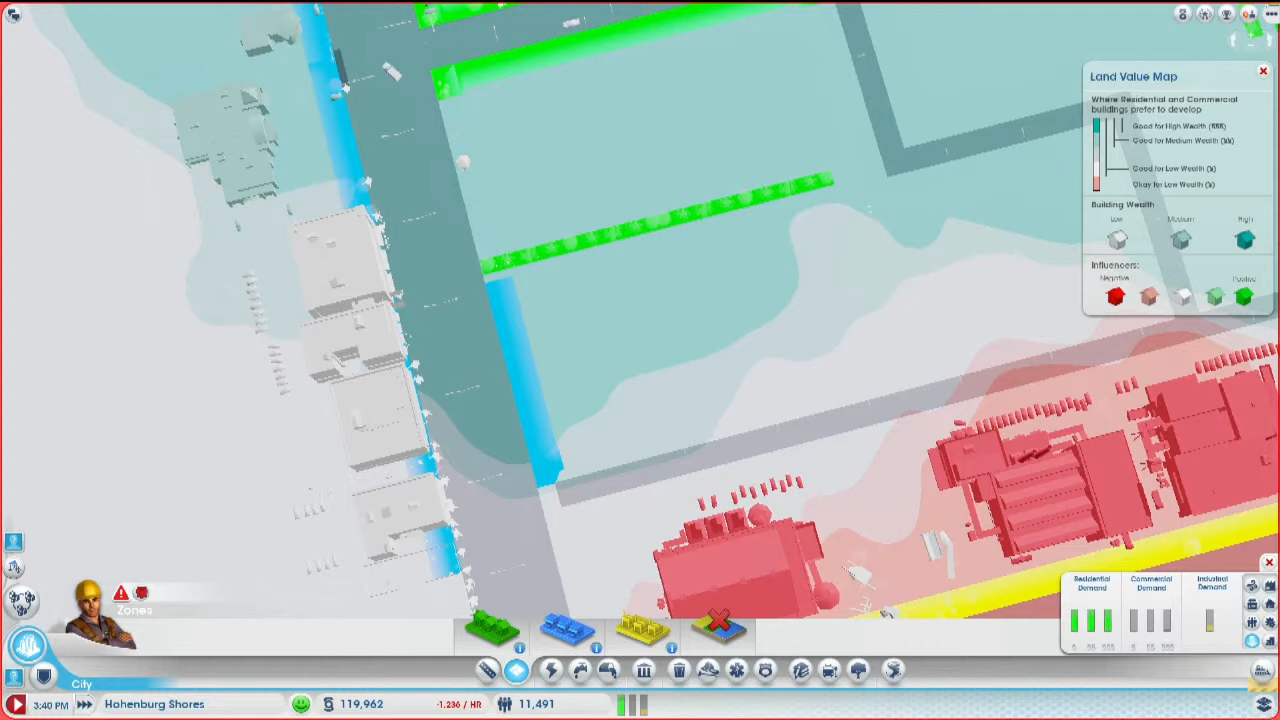 Land Value Map
Where Residential and Commercial
buildings prefer to develop
Good for High Wealth (§§§)
Good for Medium Wealth (§§)
Good for Low Wealth (§)
Okay for Low Wealth (§)
Building Wealth
Low Medium High
Influencers:
Negative Positive
Residential Demand
Commercial Demand
Industrial Demand
§ §§ §§§ § §§ §§§
Zones
City
3:40 PM Hohenburg Shores 119,962 -1,236 / HR 11,491